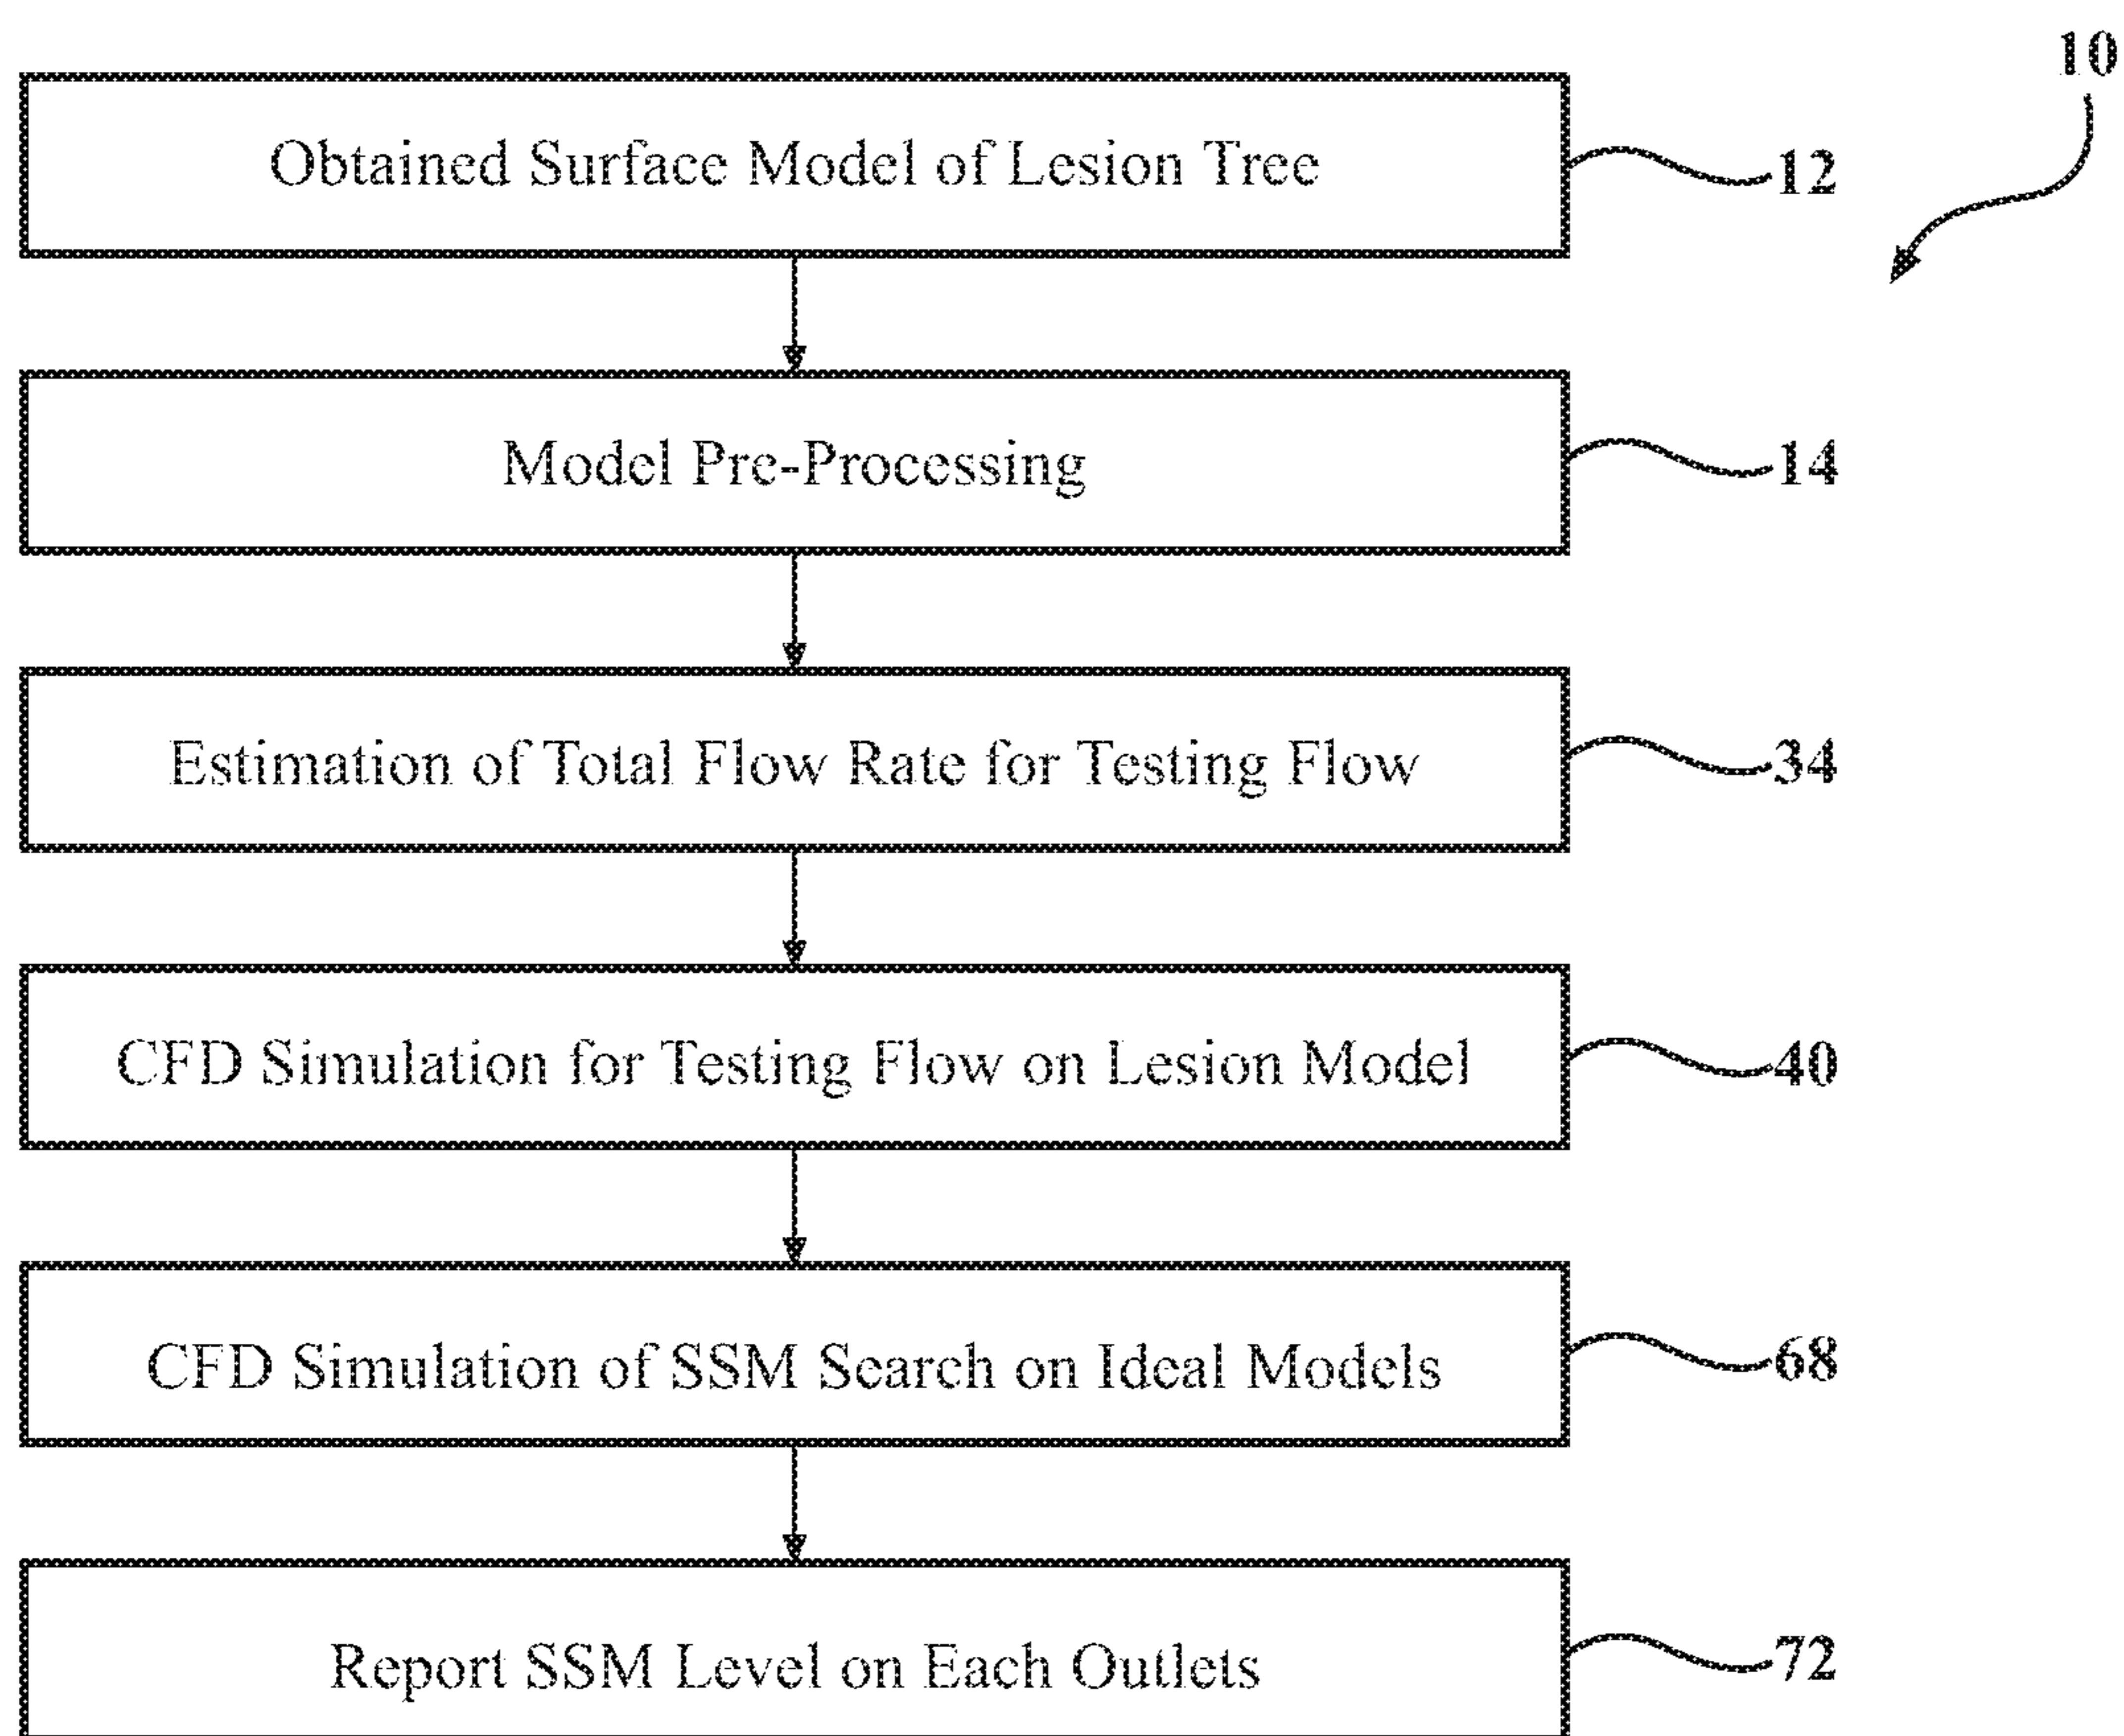 10
Obtained Surface Model of Lesion Tree
12
Model Pre-Processing
14
Estimation of Total Flow Rate for Testing Flow
34
CFD Simulation for Testing Flow on Lesion Model
40
CFD Simulation of SSM Search on Ideal Models
68
Report SSM Level on Each Outlets
72